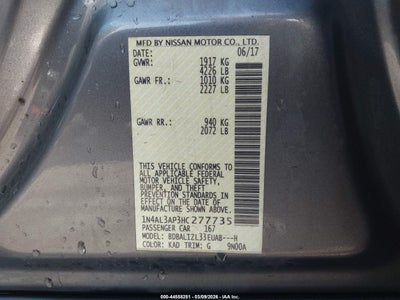 MFD BY NISSAN MOTOR CO., LTD.
DATE: 06/17
GVWR: 1917 KG
4226 LB
GAWR FR.: 1010 KG
2227 LB
GAWR RR.: 940 KG
2072 LB
THIS VEHICLE CONFORMS TO
ALL APPLICABLE FEDERAL
MOTOR VEHICLE SAFETY,
BUMPER, AND THEFT
PREVENTION STANDARDS
IN EFFECT ON THE DATE OF
MANUFACTURE SHOWN ABOVE.
1N4AL3AP3HC277735
PASSENGER CAR 167
MODEL: BDBALI2L33EUAB---H
COLOR: KAD TRIM: G 9N00A
000-44558281 - 03/09/2026 - IAA